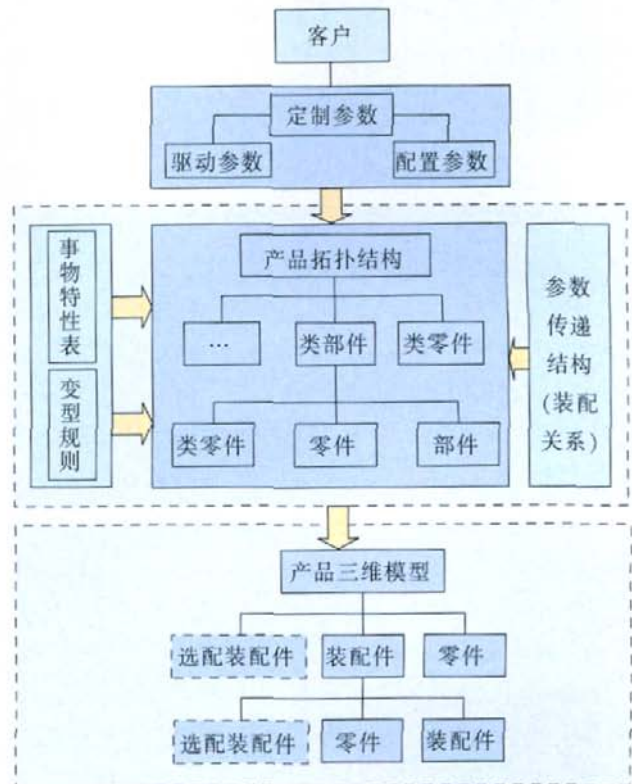 客户
定制参数
驱动参数
配置参数
事物特性表
变型规则
产品拓扑结构
…
类部件
类零件
类零件
零件
部件
参数
传递
结构
(装配
关系)
产品三维模型
选配装配件
装配件
零件
选配装配件
零件
装配件